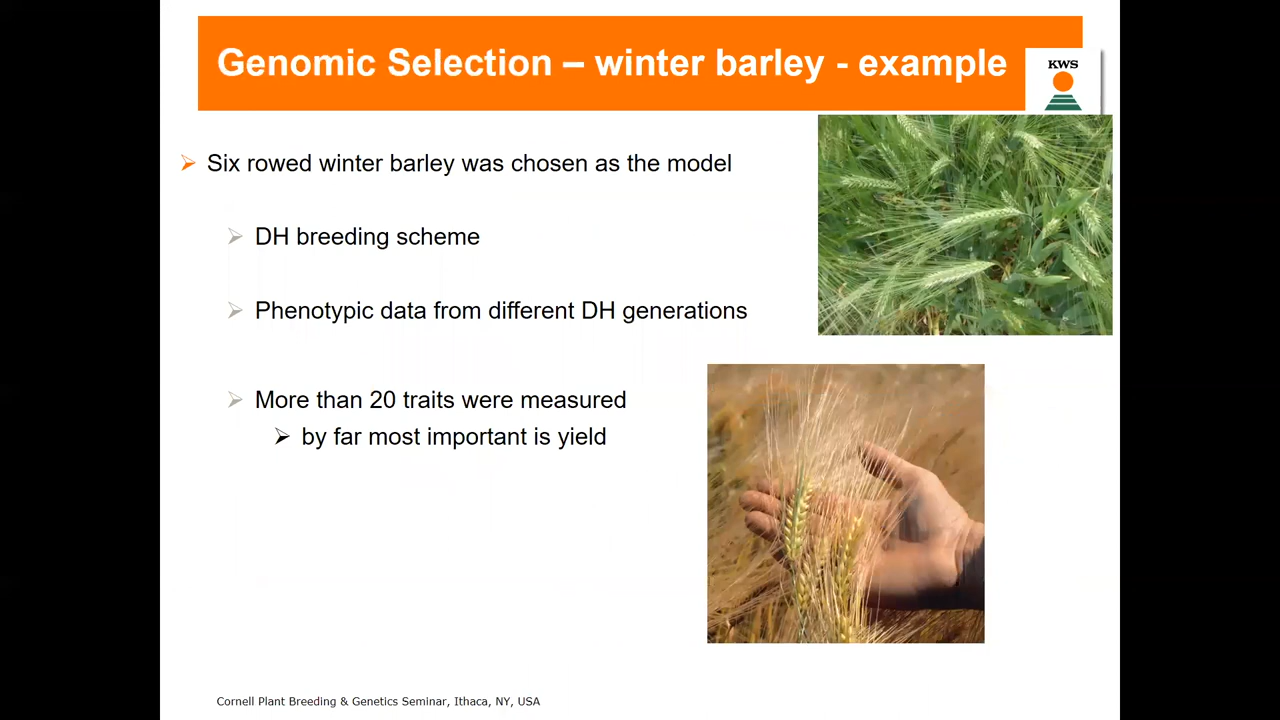 Genomic Selection – winter barley - example
KWS
Six rowed winter barley was chosen as the model
DH breeding scheme
Phenotypic data from different DH generations
More than 20 traits were measured
by far most important is yield
Cornell Plant Breeding & Genetics Seminar, Ithaca, NY, USA